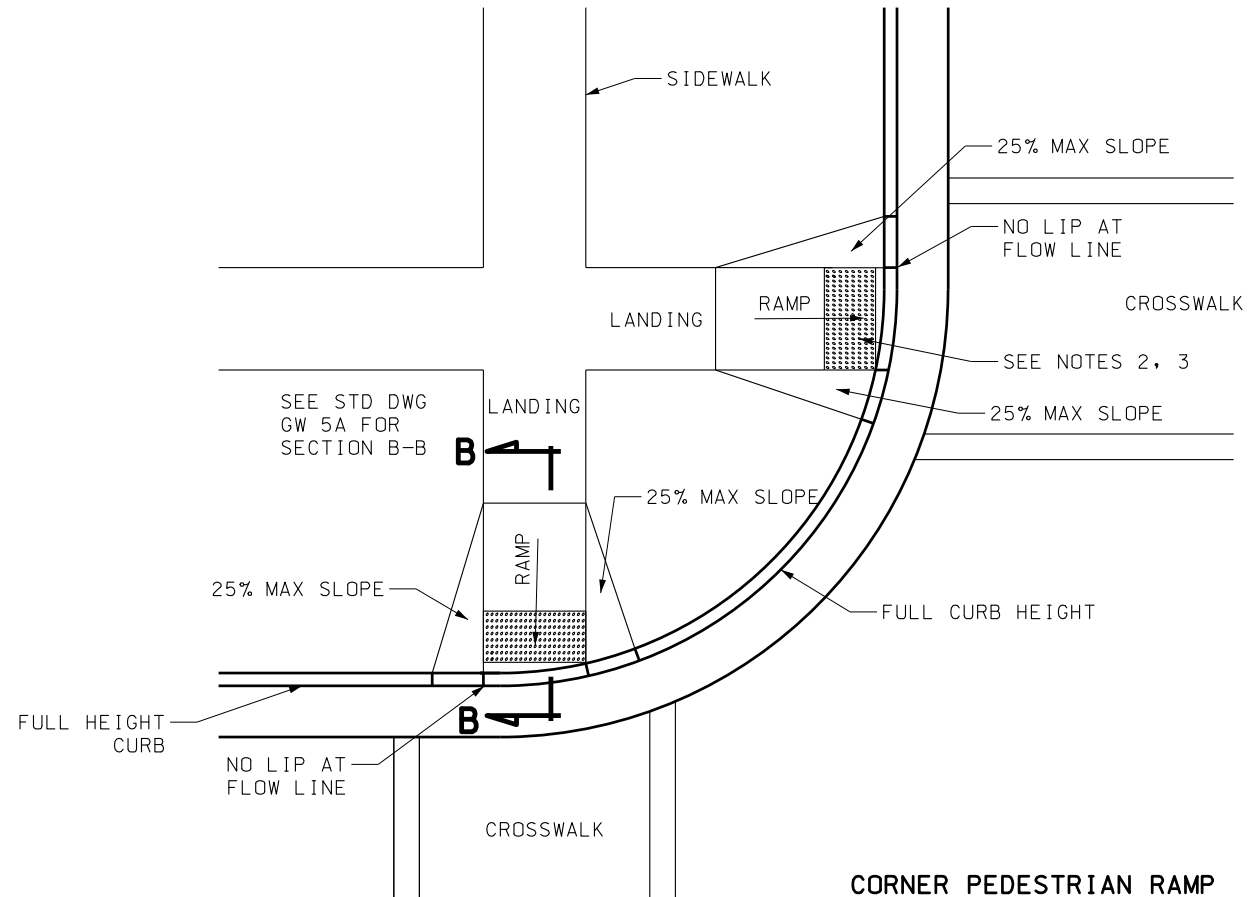 SIDEWALK
25% MAX SLOPE
NO LIP AT
FLOW LINE
CROSSWALK
RAMP
LANDING
SEE NOTES 2, 3
SEE STD DWG
GW 5A FOR
SECTION B-B
LANDING
25% MAX SLOPE
B
25% MAX SLOPE
RAMP
25% MAX SLOPE
FULL CURB HEIGHT
FULL HEIGHT
CURB
B
NO LIP AT
FLOW LINE
CROSSWALK
CORNER PEDESTRIAN RAMP